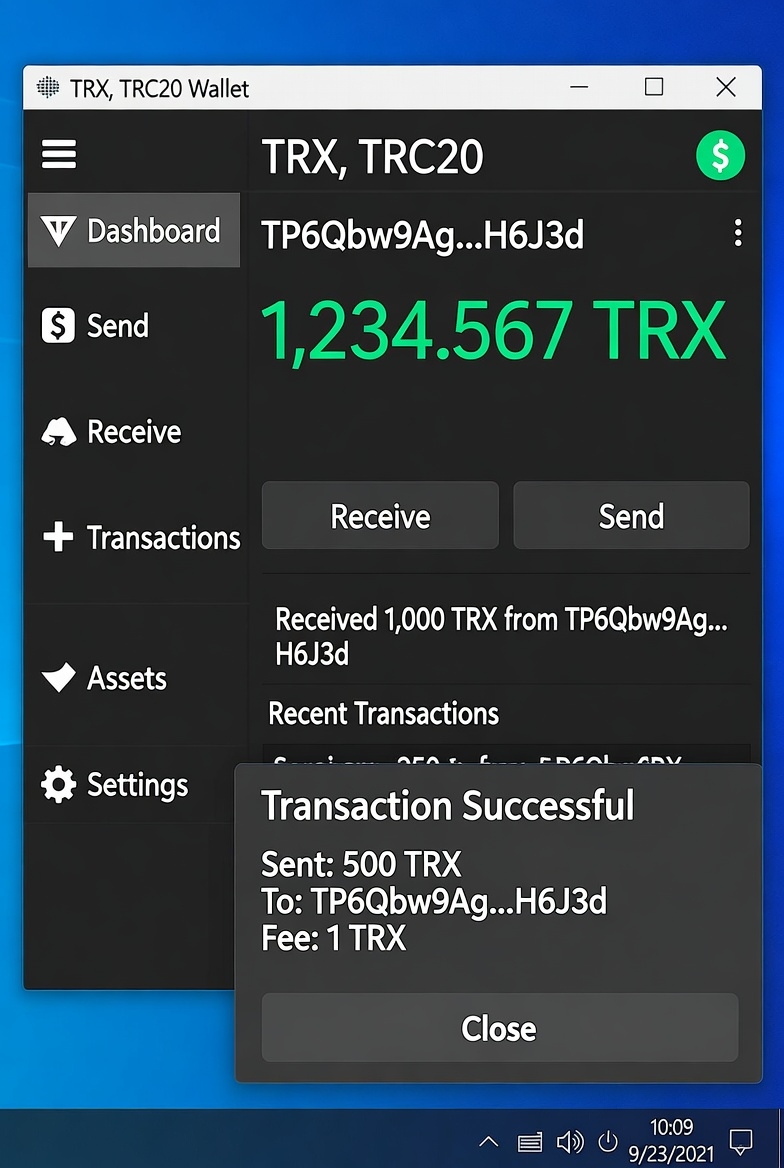 TRX, TRC20 Wallet
TRX, TRC20
$
Dashboard
TP6Qbw9Ag...H6J3d
$ Send
1,234.567 TRX
Receive
Receive
Send
Transactions
Received 1,000 TRX from TP6Qbw9Ag...
H6J3d
Assets
Recent Transactions
Settings
Transaction Successful
Sent: 500 TRX
To: TP6Qbw9Ag...H6J3d
Fee: 1 TRX
Close
10:09
9/23/2021